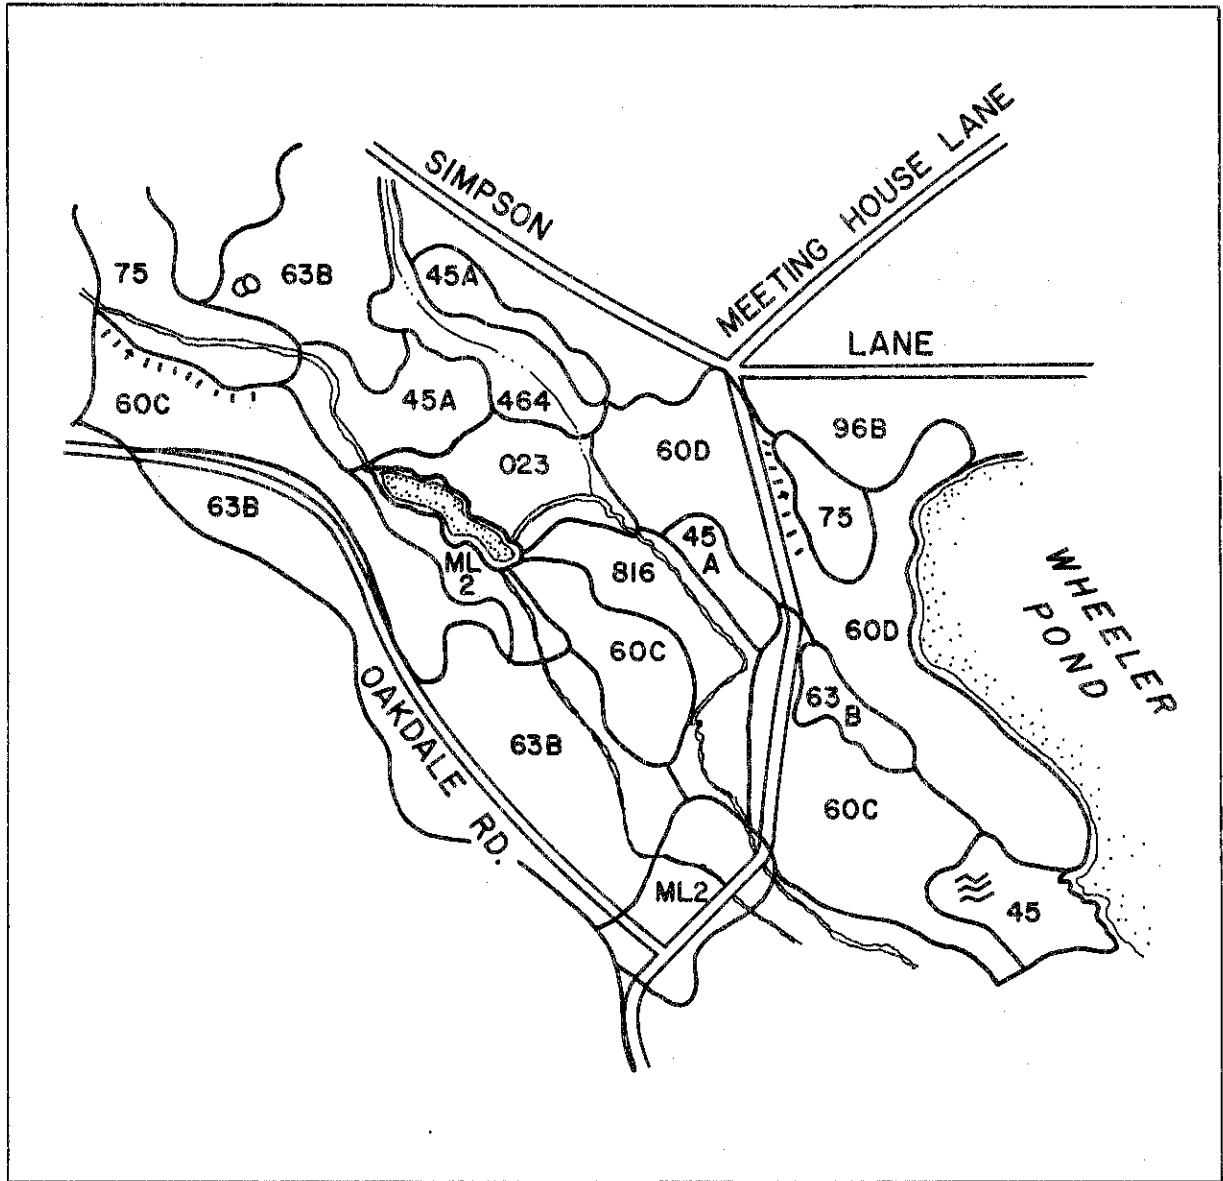 SIMPSON
MEETING HOUSE LANE
LANE
75
63B
45A
60C
45A
464
96B
60D
023
63B
75
45
A
ML
2
816
60D
60C
WHEELER
POND
63
B
OAKDALE RD.
63B
60C
ML2
45